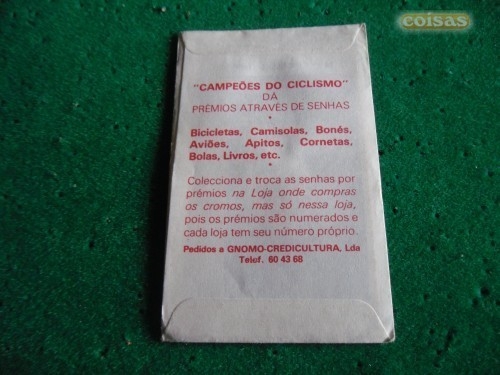 coisas
"CAMPEÕES DO CICLISMO"
DÁ
PRÉMIOS ATRAVÉS DE SENHAS
Bicicletas, Camisolas, Bonés,
Aviões, Apitos, Cornetas,
Bolas, Livros, etc.
Colecciona e troca as senhas por
prémios na Loja onde compras
os cromos, mas só nessa loja,
pois os prémios são numerados e
cada loja tem seu número próprio.
Pedidos a GNOMO-CREDICULTURA, Lda
Telef. 60 43 68